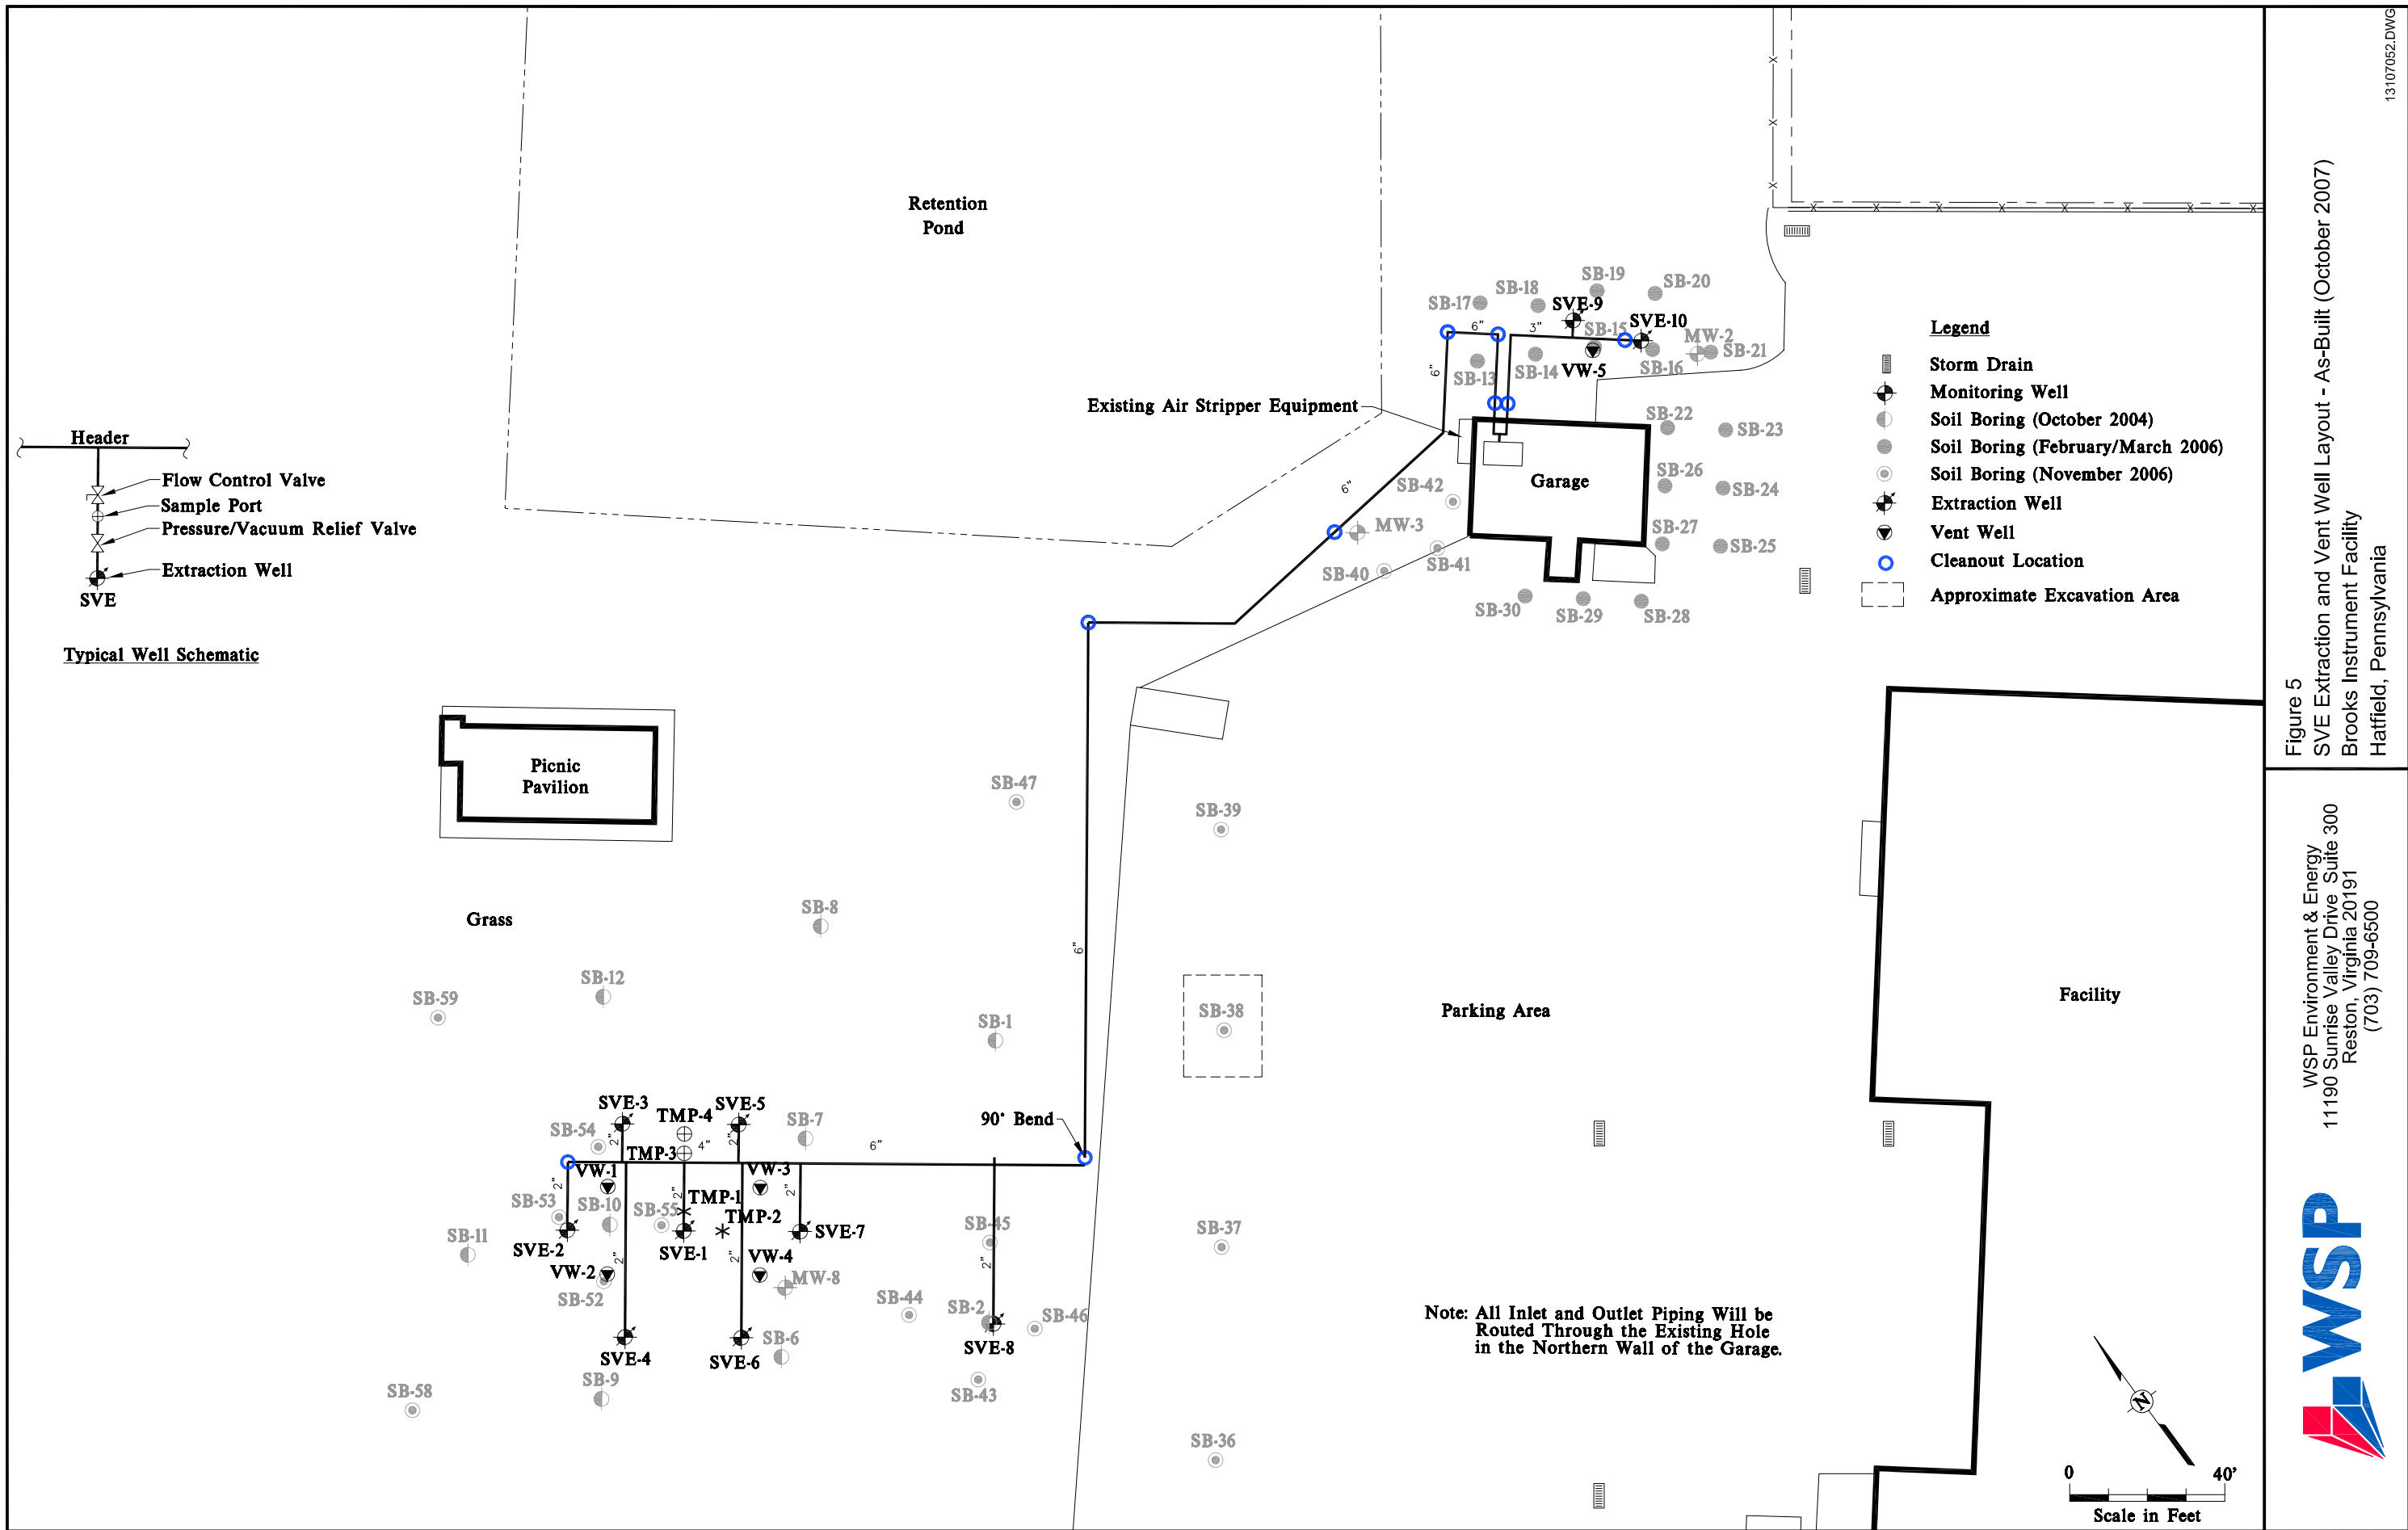 Retention
Pond
Header
Flow Control Valve
Sample Port
Pressure/Vacuum Relief Valve
Extraction Well
SVE
Typical Well Schematic
Picnic
Pavilion
Grass
SB-47
SB-8
SB-12
SB-59
SB-1
SVE-3
TMP-4
SVE-5
SB-7
SB-54
2"
TMP-3
4"
2"
6"
90° Bend
6"
VW-1
VW-3
2"
2"
2"
TMP-1
SB-53
SB-10
SB-55
TMP-2
SB-11
SVE-2
SVE-1
SVE-7
SB-45
2"
2"
2"
VW-2
VW-4
MW-8
SB-52
SB-44
SB-2
SB-46
SVE-4
SVE-6
SB-6
SVE-8
SB-58
SB-9
SB-43
SB-17
SB-18
SB-19
SB-20
SVE-9
6"
3"
SB-15
SVE-10
MW-2
SB-21
6"
SB-13
SB-14
VW-5
SB-16
Existing Air Stripper Equipment
SB-22
SB-23
Garage
SB-26
SB-24
6"
SB-42
MW-3
SB-27
SB-25
SB-41
SB-40
SB-30
SB-29
SB-28
SB-39
SB-38
Parking Area
SB-37
SB-36
Facility
Note: All Inlet and Outlet Piping Will be
Routed Through the Existing Hole
in the Northern Wall of the Garage.
Legend
Storm Drain
Monitoring Well
Soil Boring (October 2004)
Soil Boring (February/March 2006)
Soil Boring (November 2006)
Extraction Well
Vent Well
Cleanout Location
Approximate Excavation Area
N
0
40'
Scale in Feet
13107052.DWG
Figure 5
SVE Extraction and Vent Well Layout - As-Built (October 2007)
Brooks Instrument Facility
Hatfield, Pennsylvania
WSP Environment & Energy
11190 Sunrise Valley Drive Suite 300
Reston, Virginia 20191
(703) 709-6500
WSP